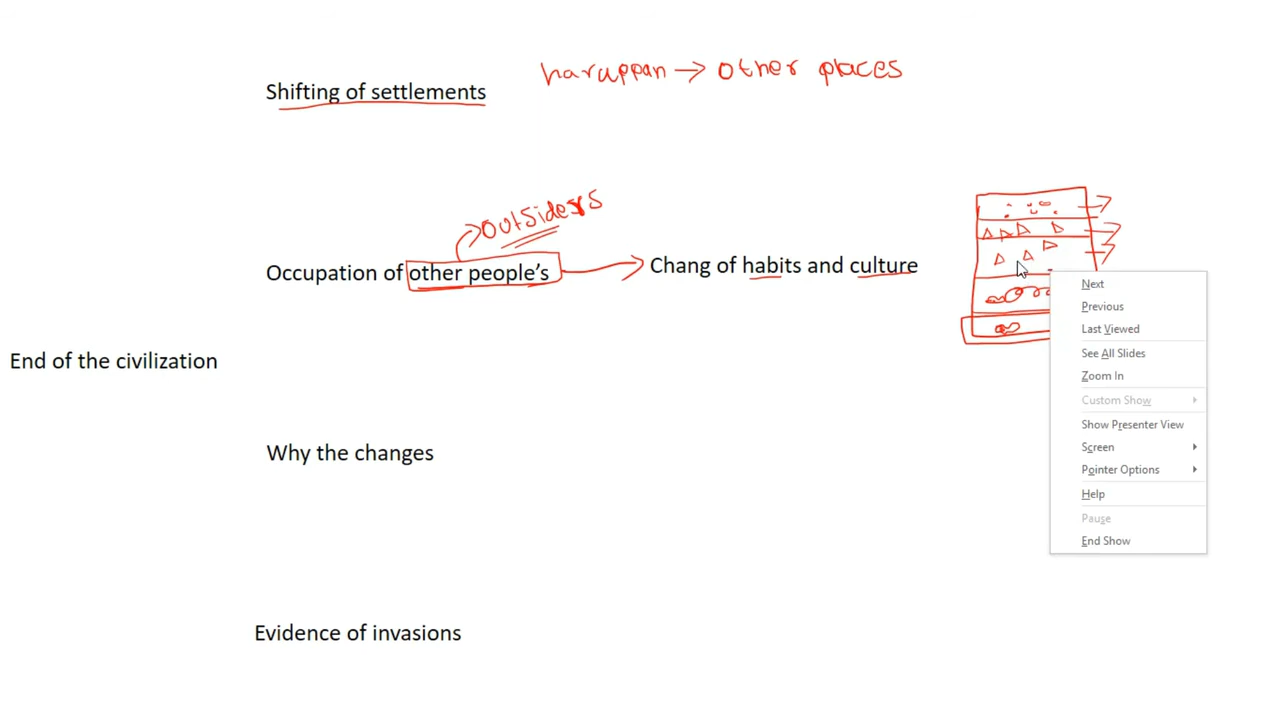 Shifting of settlements
harappan → other places
outsiders
Occupation of other people's
Chang of habits and culture
End of the civilization
Why the changes
Evidence of invasions
Next
Previous
Last Viewed
See All Slides
Zoom In
Custom Show
Show Presenter View
Screen
Pointer Options
Help
Pause
End Show